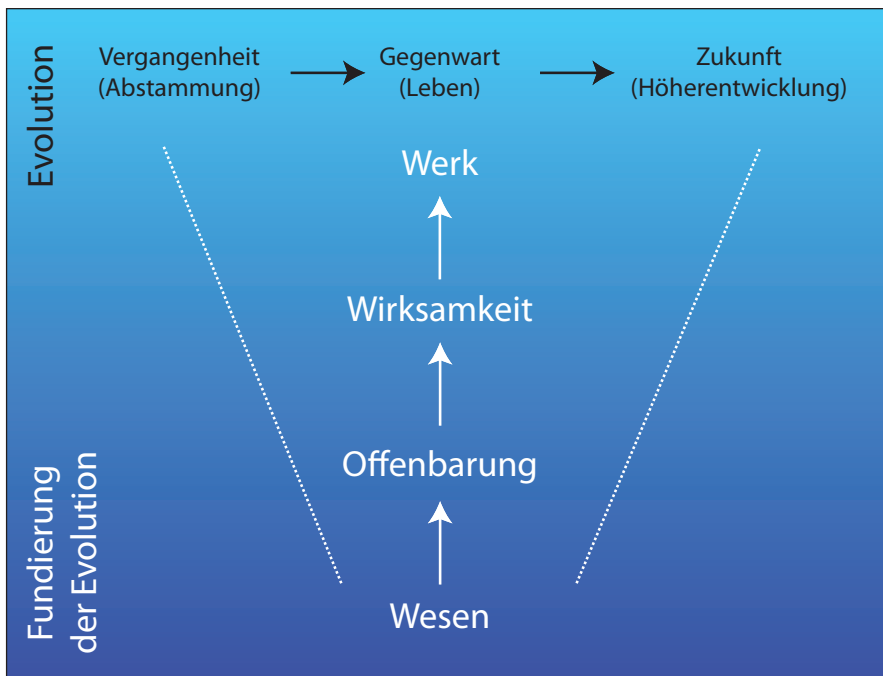 Evolution
Vergangenheit
(Abstammung)
Gegenwart
(Leben)
Zukunft
(Höherentwicklung)
Werk
Wirksamkeit
Offenbarung
Wesen
Fundierung
der Evolution